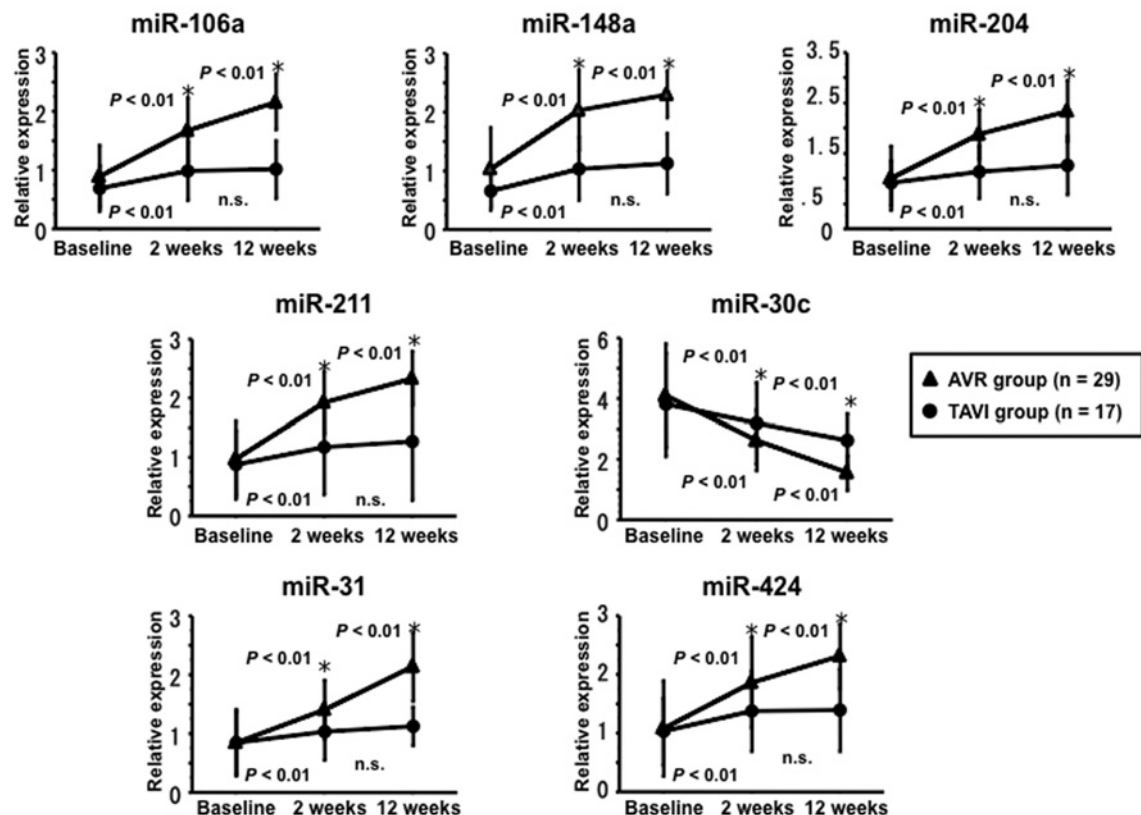 miR-106a
Relative expression
3
2
1
0
P < 0.01
*
P < 0.01
*
P < 0.01
n.s.
Baseline 2 weeks 12 weeks
miR-148a
Relative expression
3
2
1
0
P < 0.01
*
P < 0.01
*
P < 0.01
n.s.
Baseline 2 weeks 12 weeks
miR-204
Relative expression
3.5
2.5
1.5
.5
0
P < 0.01
*
P < 0.01
*
P < 0.01
n.s.
Baseline 2 weeks 12 weeks
miR-211
Relative expression
3
2
1
0
P < 0.01
*
P < 0.01
*
P < 0.01
n.s.
Baseline 2 weeks 12 weeks
miR-30c
Relative expression
6
4
2
0
P < 0.01
*
P < 0.01
*
P < 0.01
P < 0.01
Baseline 2 weeks 12 weeks
AVR group (n = 29)
TAVI group (n = 17)
miR-31
Relative expression
3
2
1
0
P < 0.01
*
P < 0.01
*
P < 0.01
n.s.
Baseline 2 weeks 12 weeks
miR-424
Relative expression
3
2
1
0
P < 0.01
*
P < 0.01
*
P < 0.01
n.s.
Baseline 2 weeks 12 weeks